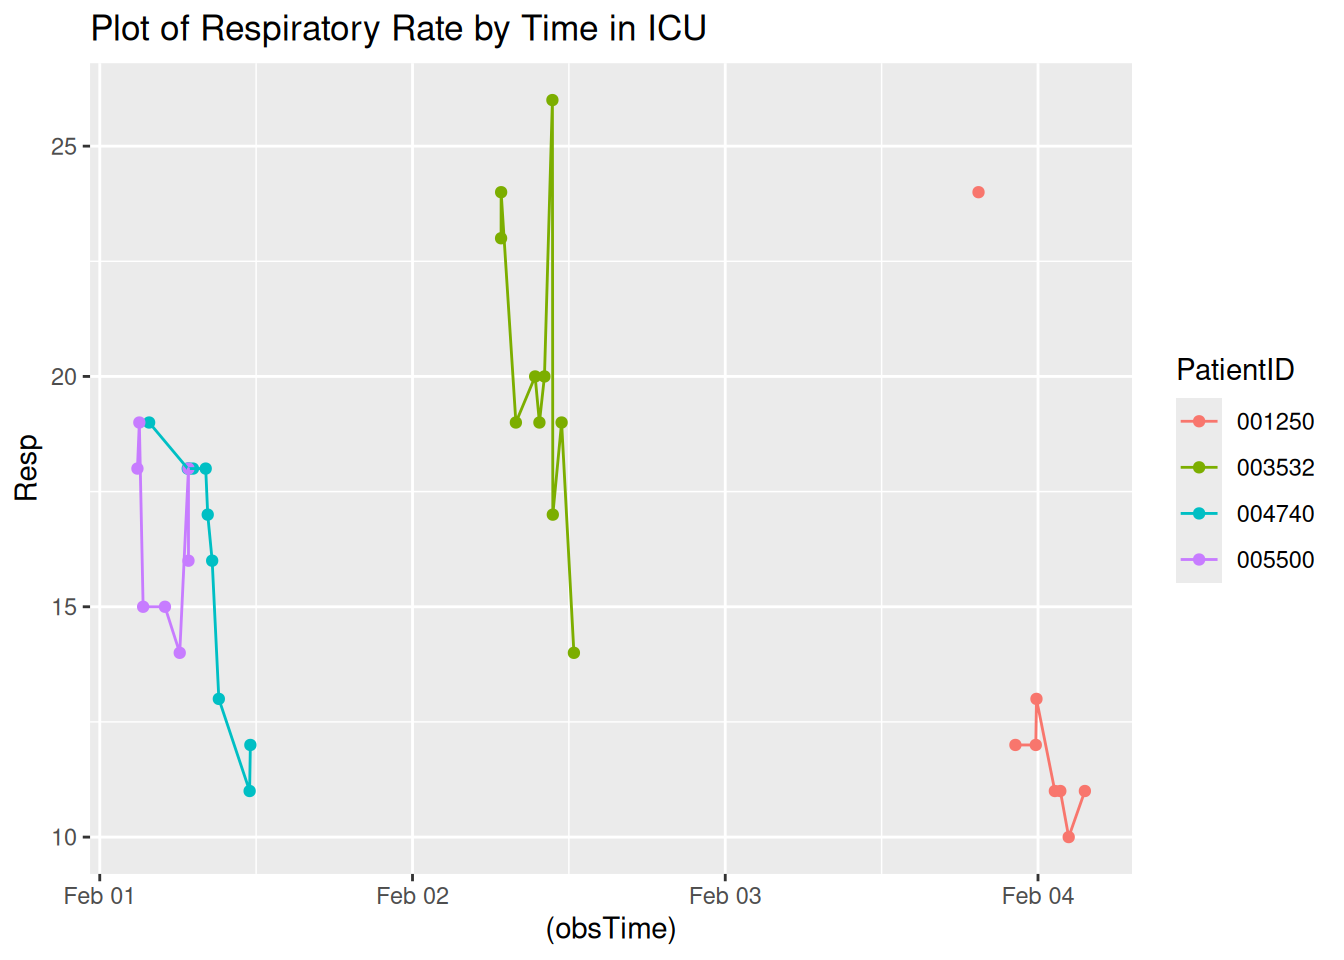 Plot of Respiratory Rate by Time in ICU
25
20
15
10
Resp
Feb 01 Feb 02 Feb 03 Feb 04
(obsTime)
PatientID
001250
003532
004740
005500